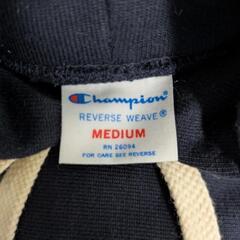 Champion®
REVERSE WEAVE®
MEDIUM
RN 26094
FOR CARE SEE REVERSE